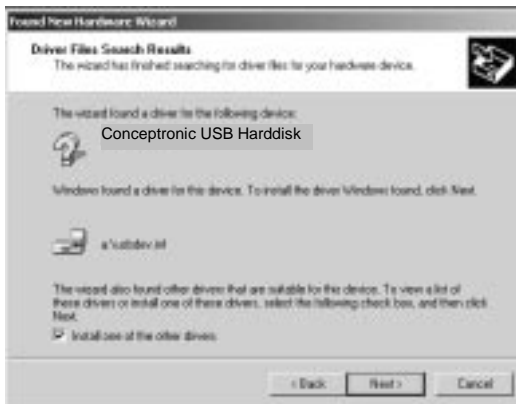 Found New Hardware Wizard
Driver Files Search Results
The wizard has finished searching for driver files for your hardware device.
The wizard found a driver for the following device:
Conceptronic USB Harddisk
Windows found a driver for this device. To install the driver Windows found, click Next.
a:\usbdev.inf
The wizard also found other drivers that are suitable for this device. To view a list of
these drivers or install one of these drivers, select the following check box, and then click
Next.
Install one of the other drivers
< Back
Next >
Cancel